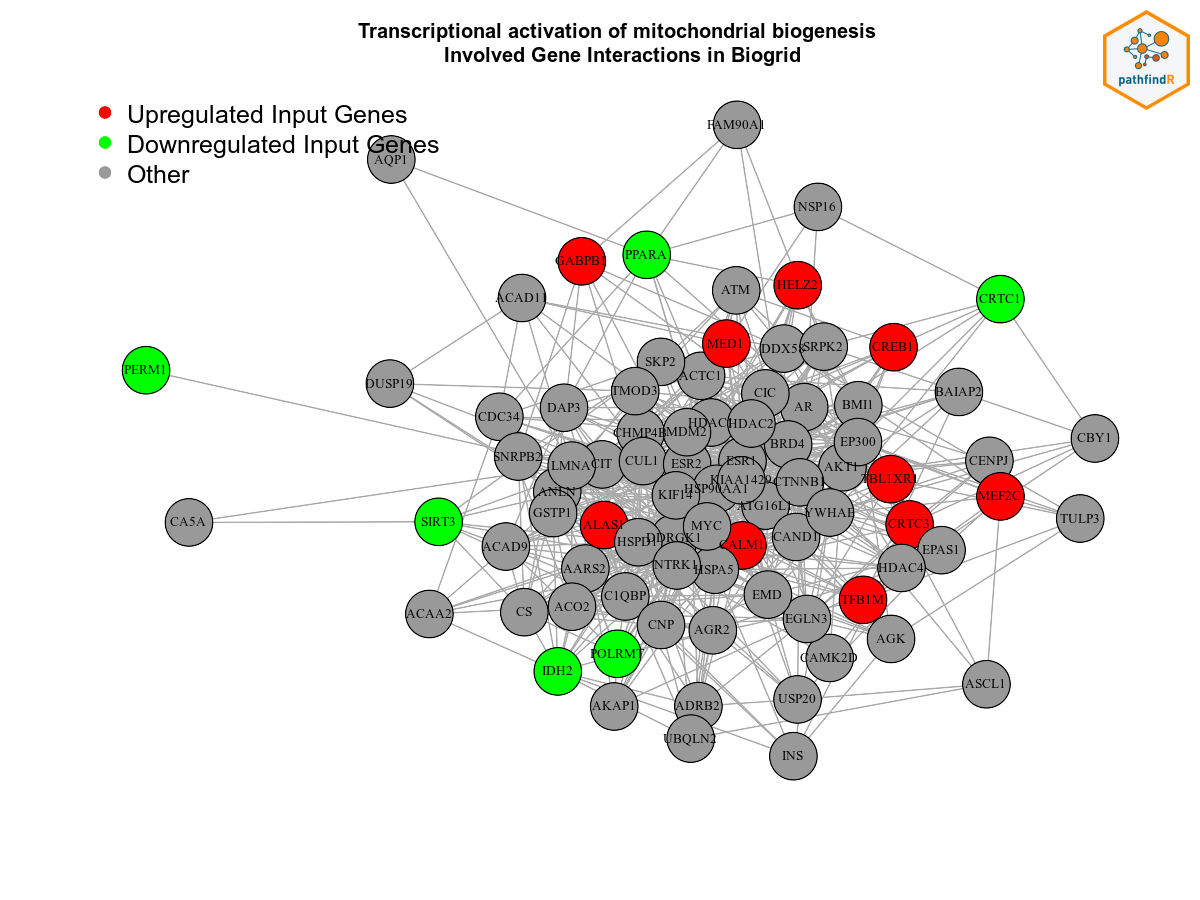 Transcriptional activation of mitochondrial biogenesis
Involved Gene Interactions in Biogrid
pathfindR
Upregulated Input Genes
Downregulated Input Genes
Other
FAM90A1
AQP1
NSP16
GABPB1
PPARA
ATM
HELZ2
ACAD11
CRTC1
MED1
DDX58
SRPK2
CREB1
PERM1
SKP2
ACTC1
DUSP19
TMOD3
CIC
BAIAP2
CDC34
DAP3
AR
BMI1
HDAC1
HDAC2
CHMP4B
MDM2
BRD4
EP300
CBY1
SNRPB2
LMNA
CIT
CUL1
ESR2
ESR1
AKT1
CENPJ
KIAA1429
CTNNB1
TBL1XR1
ANLN
KIF14
HSP90AA1
MEF2C
CA5A
SIRT3
GSTP1
ATG16L1
YWHAE
TULP3
ALAS1
MYC
CRTC3
ACAD9
HSPD1
DDRGK1
CALM1
CAND1
EPAS1
AARS2
NTRK1
HSPA5
HDAC4
ACAA2
CS
ACO2
C1QBP
EMD
TFB1M
CNP
AGR2
EGLN3
AGK
POLRMT
CAMK2D
IDH2
ASCL1
AKAP1
ADRB2
USP20
UBQLN2
INS